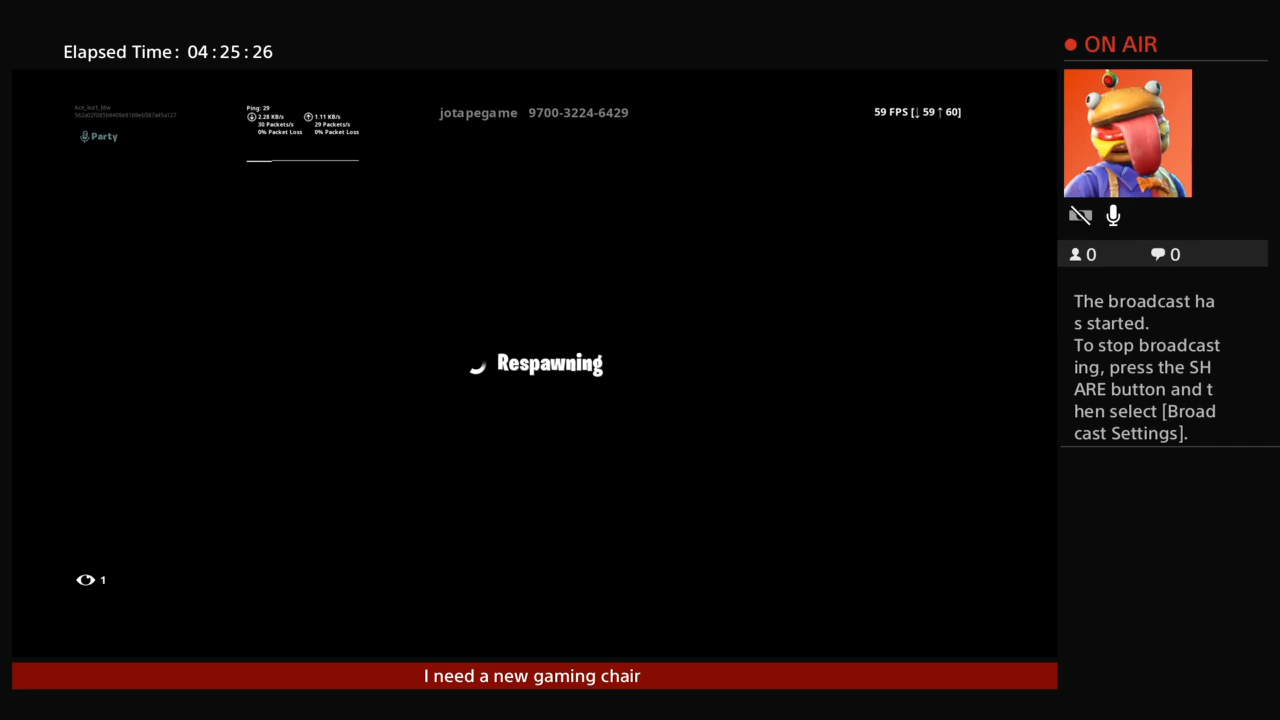 Elapsed Time: 04:25:26
ON AIR
Ace_kurt_btw
Party
Ping: 29
2.28 KB/s
1.11 KB/s
30 Packets/s
29 Packets/s
0% Packet Loss
0% Packet Loss
jotapegame 9700-3224-6429
59 FPS [↓ 59 ↑ 60]
0
0
The broadcast ha
s started.
To stop broadcast
ing, press the SH
ARE button and t
hen select [Broad
cast Settings].
Respawning
1
I need a new gaming chair